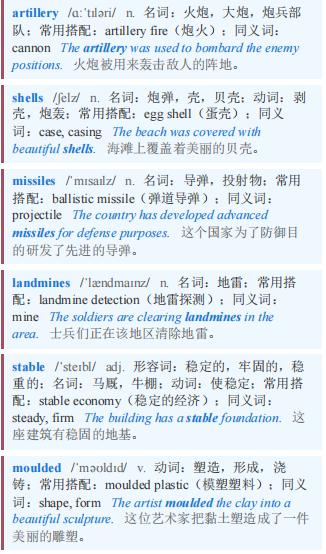 artillery /ɑːˈtɪləri/ n. 名词：火炮，大炮，炮兵部
队；常用搭配：artillery fire（炮火）；同义词：
cannon The artillery was used to bombard the enemy
positions. 火炮被用来轰击敌人的阵地。
shells /ʃelz/ n. 名词：炮弹，壳，贝壳；动词：剥
壳，炮轰；常用搭配：egg shell（蛋壳）；同义
词：case, casing The beach was covered with
beautiful shells. 海滩上覆盖着美丽的贝壳。
missiles /ˈmɪsaɪlz/ n. 名词：导弹，投射物；常用
搭配：ballistic missile（弹道导弹）；同义词：
projectile The country has developed advanced
missiles for defense purposes. 这个国家为了防御目
的研发了先进的导弹。
landmines /ˈlændmaɪnz/ n. 名词：地雷；常用搭
配：landmine detection（地雷探测）；同义词：
mine The soldiers are clearing landmines in the
area. 士兵们正在该地区清除地雷。
stable /ˈsteɪbl/ adj. 形容词：稳定的，牢固的，稳
重的；名词：马厩，牛棚；动词：使稳定；常用搭
配：stable economy（稳定的经济）；同义词：
steady, firm The building has a stable foundation. 这
座建筑有稳固的地基。
moulded /ˈməʊldɪd/ v. 动词：塑造，形成，浇
铸；常用搭配：moulded plastic（模塑塑料）；同义
词：shape, form The artist moulded the clay into a
beautiful sculpture. 这位艺术家把黏土塑造成了一件
美丽的雕塑。